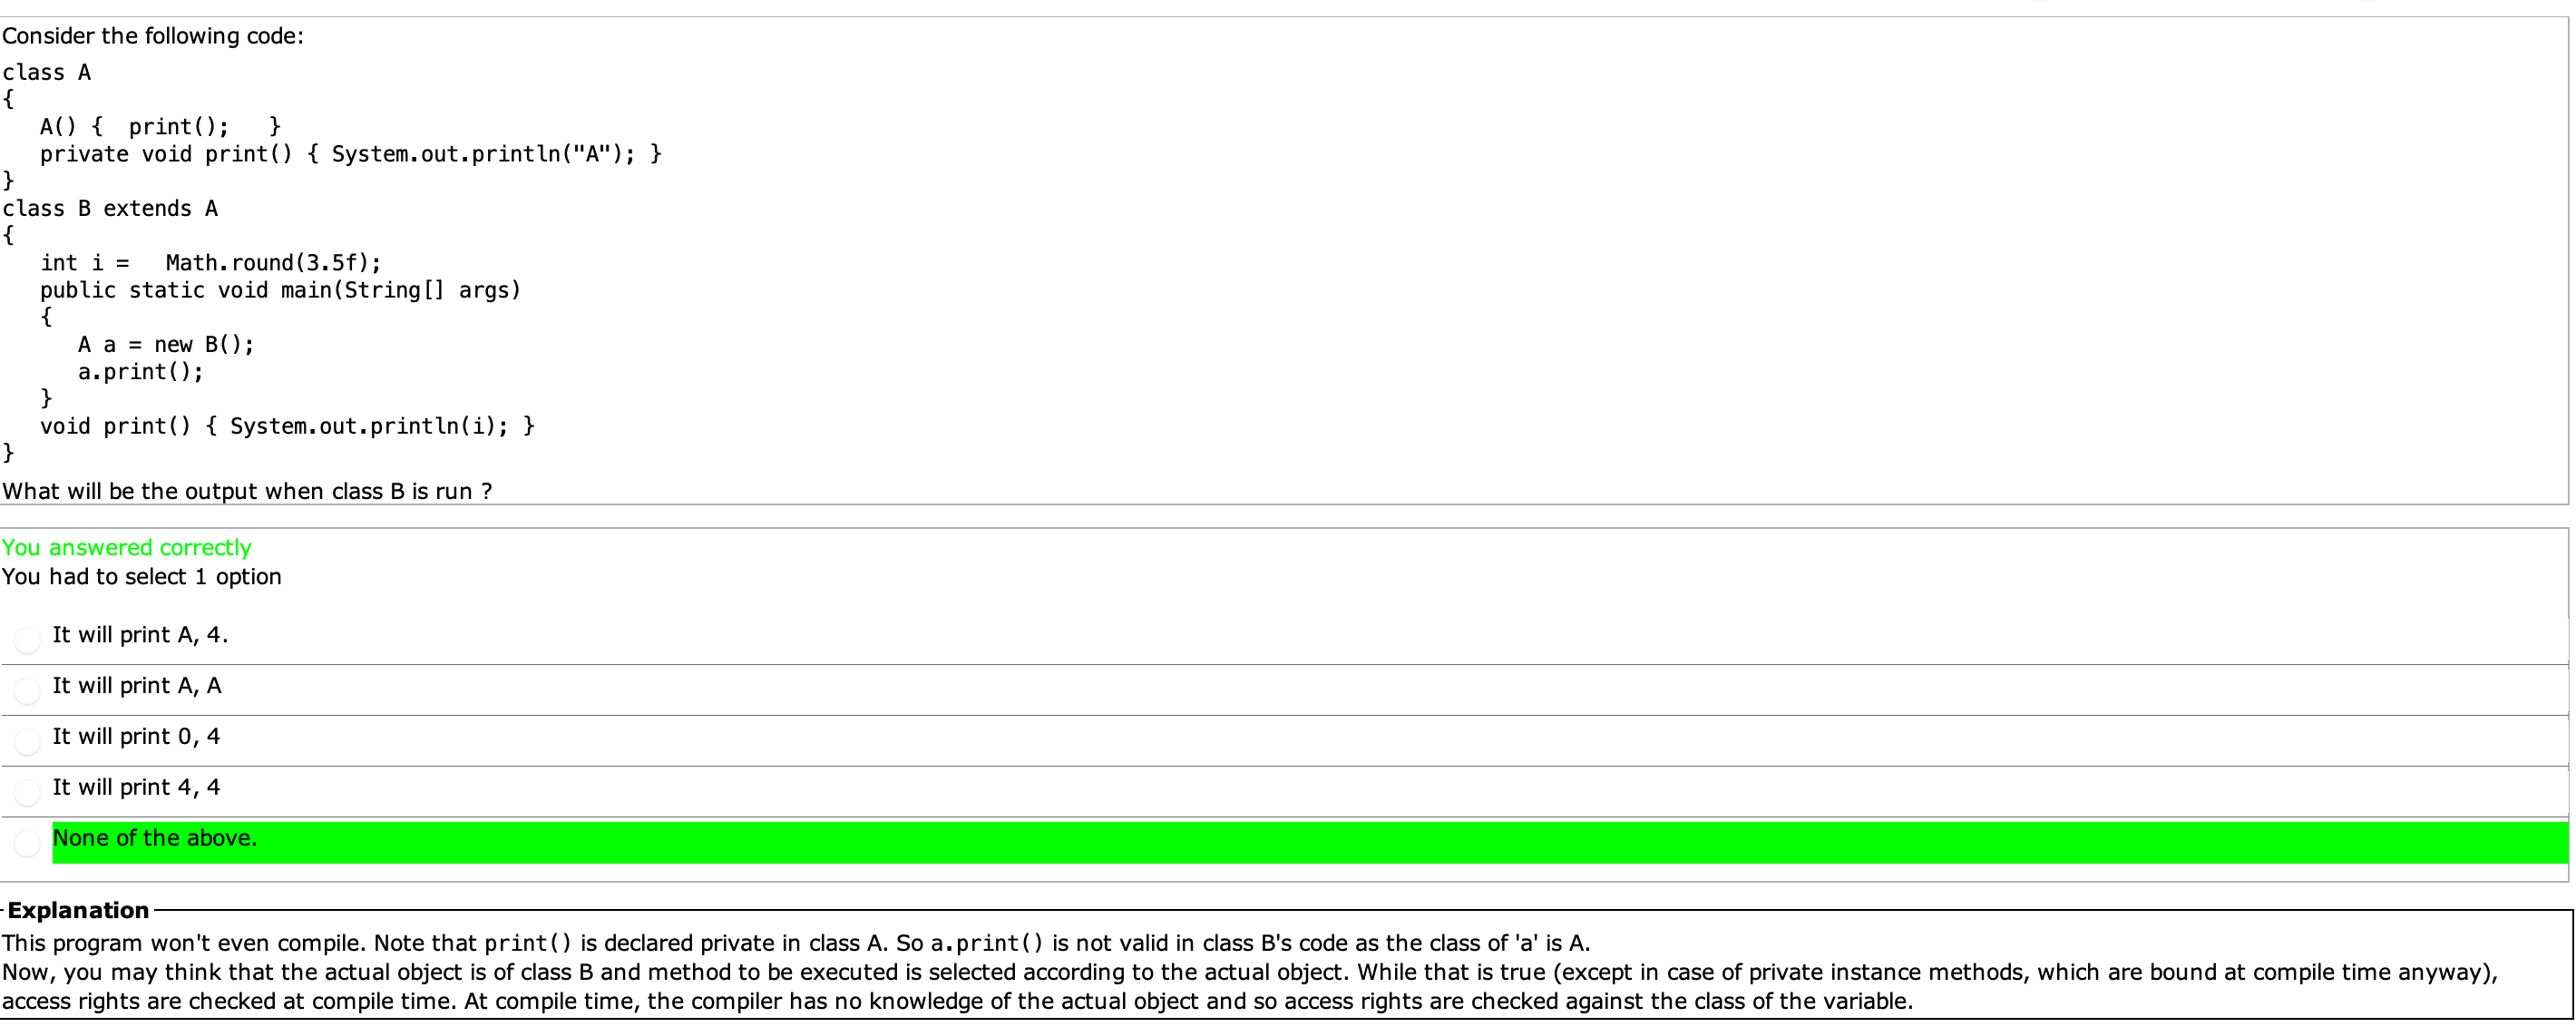 Consider the following code:
class A
{
   A() {  print();   }
   private void print() { System.out.println("A"); }
}
class B extends A
{
   int i =   Math.round(3.5f);
   public static void main(String[] args)
   {
      A a = new B();
      a.print();
   }
   void print() { System.out.println(i); }
}
What will be the output when class B is run ?
You answered correctly
You had to select 1 option
It will print A, 4.
It will print A, A
It will print 0, 4
It will print 4, 4
None of the above.
Explanation
This program won't even compile. Note that print() is declared private in class A. So a.print() is not valid in class B's code as the class of 'a' is A.
Now, you may think that the actual object is of class B and method to be executed is selected according to the actual object. While that is true (except in case of private instance methods, which are bound at compile time anyway),
access rights are checked at compile time. At compile time, the compiler has no knowledge of the actual object and so access rights are checked against the class of the variable.